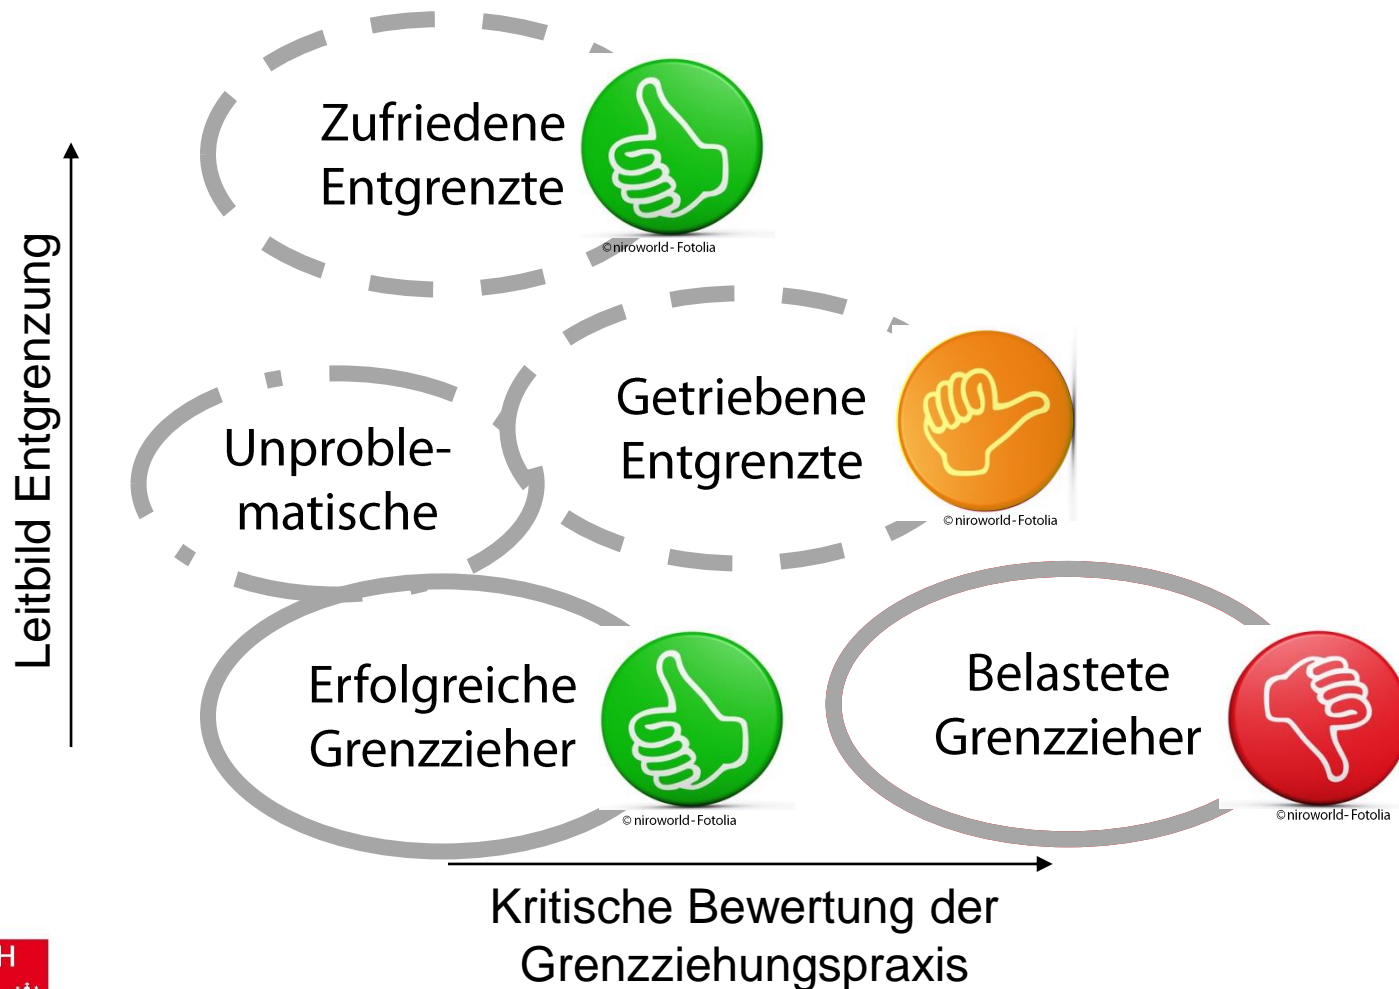 Zufriedene
Entgrenzte
© niroworld - Fotolia
Leitbild Entgrenzung
Getriebene
Entgrenzte
© niroworld - Fotolia
Unproble-
matische
Erfolgreiche
Grenzzieher
© niroworld - Fotolia
Belastete
Grenzzieher
© niroworld - Fotolia
Kritische Bewertung der
Grenzziehungspraxis
H